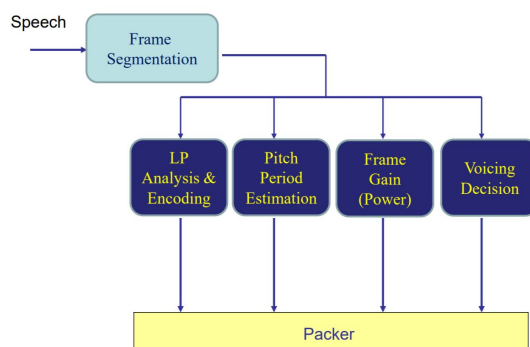 Speech
Frame
Segmentation
LP
Analysis &
Encoding
Pitch
Period
Estimation
Frame
Gain
(Power)
Voicing
Decision
Packer